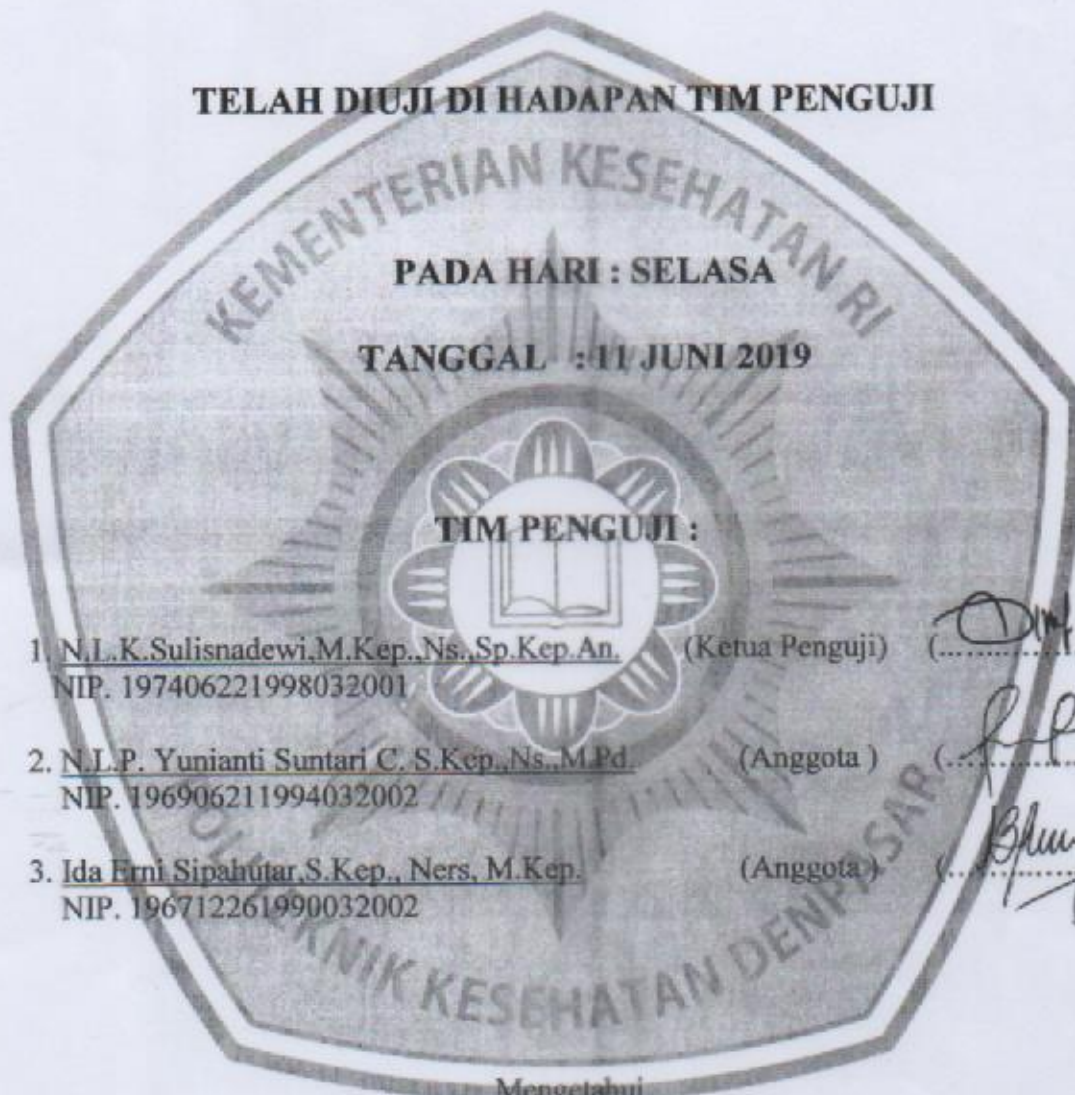 TELAH DIUJI DI HADAPAN TIM PENGUJI
KEMENTERIAN KESEHATAN RI
PADA HARI : SELASA
TANGGAL : 11 JUNI 2019
TIM PENGUJI :
1. N.L.K.Sulisnadewi,M.Kep.,Ns.,Sp.Kep.An. (Ketua Penguji) (..............
NIP. 197406221998032001
2. N.L.P. Yunianti Suntari C. S.Kep.,Ns.,M.Pd. (Anggota ) (..............
NIP. 196906211994032002
3. Ida Erni Sipahutar,S.Kep., Ners, M.Kep. (Anggota ) (..............
NIP. 196712261990032002
POLITEKNIK KESEHATAN DENPASAR
Mengetahui